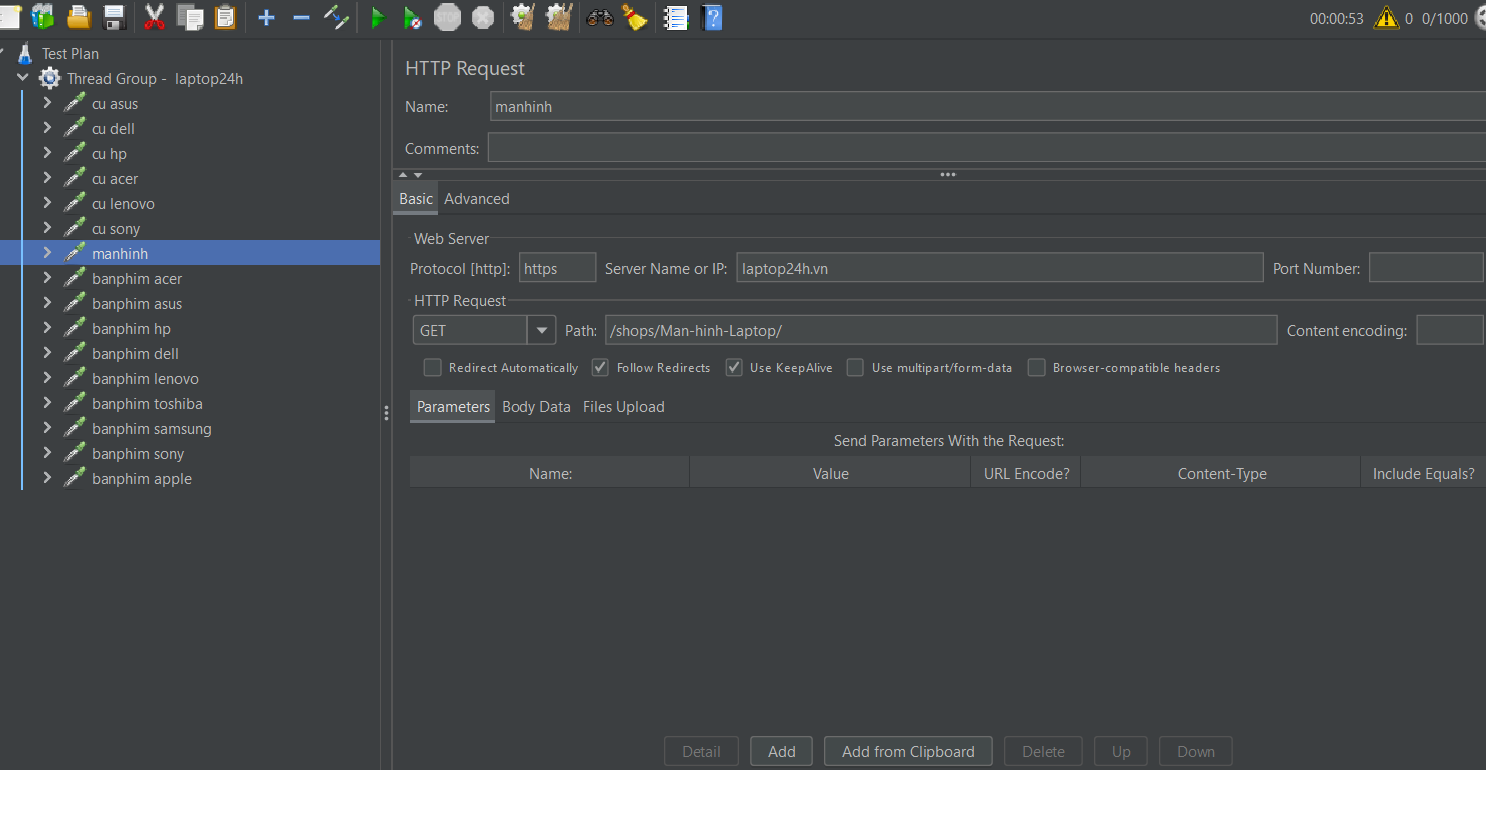 STOP
?
00:00:53 0 0/1000
Test Plan
Thread Group - laptop24h
cu asus
cu dell
cu hp
cu acer
cu lenovo
cu sony
manhinh
banphim acer
banphim asus
banphim hp
banphim dell
banphim lenovo
banphim toshiba
banphim samsung
banphim sony
banphim apple
HTTP Request
Name: manhinh
Comments:
Basic Advanced
Web Server
Protocol [http]: https Server Name or IP: laptop24h.vn Port Number:
HTTP Request
GET Path: /shops/Man-hinh-Laptop/ Content encoding:
Redirect Automatically Follow Redirects Use KeepAlive Use multipart/form-data Browser-compatible headers
Parameters Body Data Files Upload
Send Parameters With the Request:
Name: Value URL Encode? Content-Type Include Equals?
Detail Add Add from Clipboard Delete Up Down